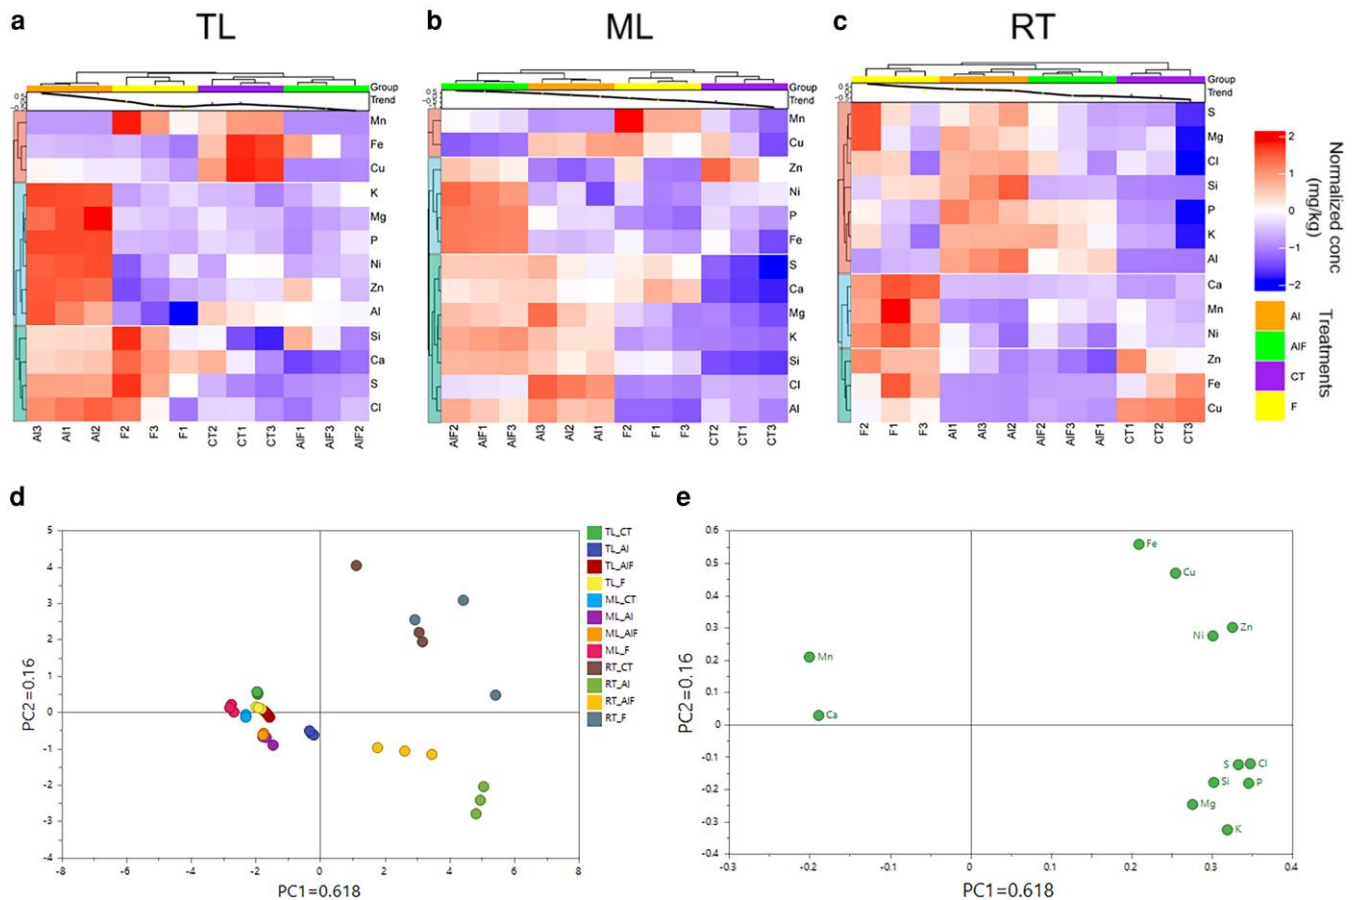 a
TL
b
ML
c
RT
Group
Trend
Mn
Fe
Cu
K
Mg
P
Ni
Zn
Al
Si
Ca
S
Cl
Al3 Al1 Al2 F2 F3 F1 CT2 CT1 CT3 AlF1 AlF3 AlF2
Group
Trend
Mn
Cu
Zn
Ni
P
Fe
S
Ca
Mg
K
Si
Cl
Al
AlF2 AlF1 AlF3 Al3 Al2 Al1 F2 F1 F3 CT2 CT1 CT3
Group
Trend
S
Mg
Cl
Si
P
K
Al
Ca
Mn
Ni
Zn
Fe
Cu
F2 F1 F3 Al1 Al3 Al2 AlF2 AlF3 AlF1 CT1 CT2 CT3
2
1
0
−1
−2
Normalized conc
(mg/kg)
Al
AlF
CT
F
Treatments
d
5
4
3
2
1
0
-1
-2
-3
-4
-8 -6 -4 -2 0 2 4 6 8
PC2=0.16
PC1=0.618
TL_CT
TL_Al
TL_AlF
TL_F
ML_CT
ML_Al
ML_AlF
ML_F
RT_CT
RT_Al
RT_AlF
RT_F
e
0.6
0.5
0.4
0.3
0.2
0.1
0
-0.1
-0.2
-0.3
-0.4
-0.3 0 0.2 0.3 0.4
PC2=0.16
PC1=0.618
Fe
Cu
Zn
Ni
Mn
Ca
S Cl
Si P
Mg
K